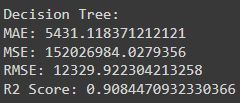 Decision Tree:
MAE: 5431.118371212121
MSE: 152026984.0279356
RMSE: 12329.922304213258
R2 Score: 0.9084470932330366